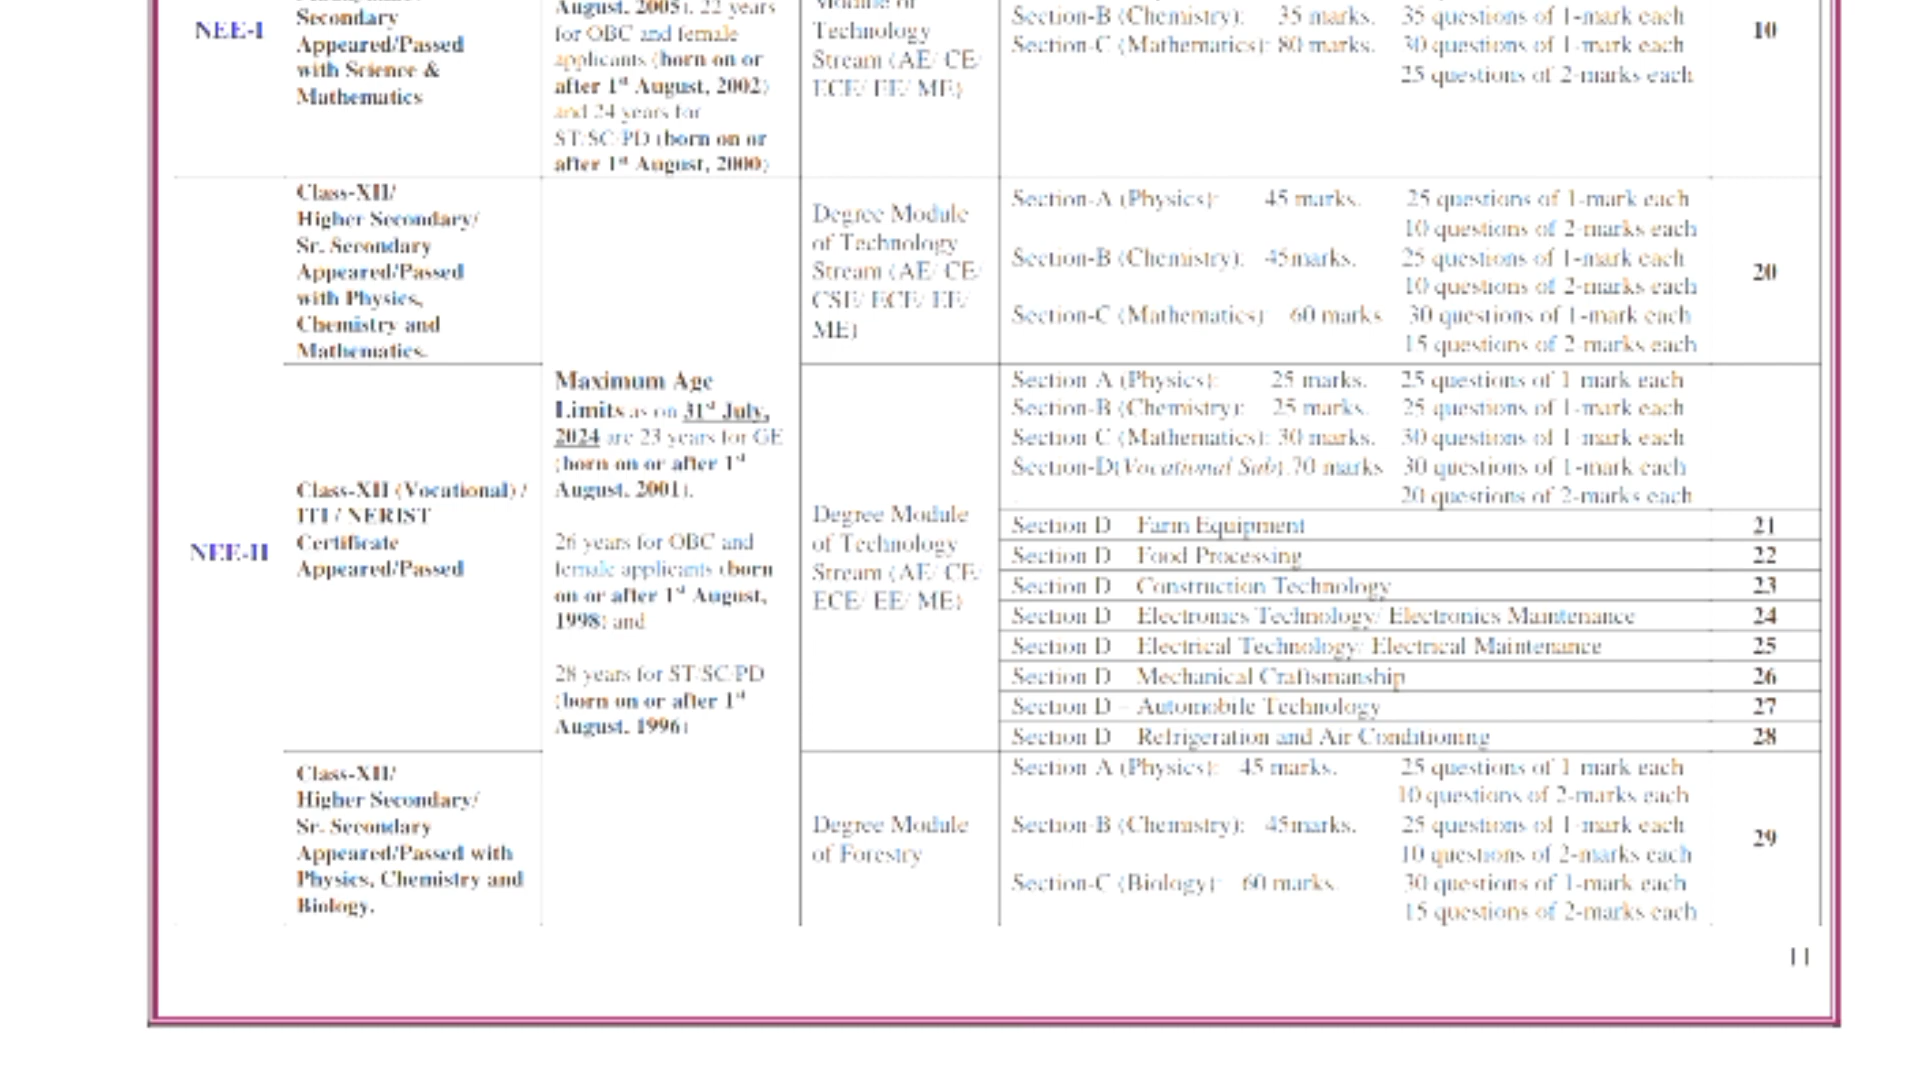 NEE-I
Secondary
Appeared/Passed
with Science &
Mathematics
August, 2005), 22 years
for OBC and female
applicants (born on or
after 1st August, 2002)
and 24 years for
ST/SC/PD (born on or
after 1st August, 2000)
Module of
Technology
Stream (AE/ CE/
ECE/ EE/ ME)
Section-B (Chemistry): 35 marks. 35 questions of 1-mark each
Section-C (Mathematics): 80 marks. 30 questions of 1-mark each
25 questions of 2-marks each
10
NEE-II
Class-XII/
Higher Secondary/
Sr. Secondary
Appeared/Passed
with Physics,
Chemistry and
Mathematics.
Maximum Age
Limits as on 31st July,
2024 are 23 years for GE
(born on or after 1st
August, 2001).
26 years for OBC and
female applicants (born
on or after 1st August,
1998) and
28 years for ST/SC/PD
(born on or after 1st
August, 1996)
Degree Module
of Technology
Stream (AE/ CE/
CSE/ ECE/ EE/
ME)
Section-A (Physics): 45 marks. 25 questions of 1-mark each
10 questions of 2-marks each
Section-B (Chemistry): 45marks. 25 questions of 1-mark each
10 questions of 2-marks each
Section-C (Mathematics) 60 marks 30 questions of 1-mark each
15 questions of 2-marks each
20
Class-XII (Vocational) /
ITI / NERIST
Certificate
Appeared/Passed
Degree Module
of Technology
Stream (AE/ CE/
ECE/ EE/ ME)
Section A (Physics): 25 marks. 25 questions of 1 mark each
Section-B (Chemistry): 25 marks. 25 questions of 1-mark each
Section C (Mathematics): 30 marks. 30 questions of 1-mark each
Section-D(Vocational Sub):70 marks 30 questions of 1-mark each
20 questions of 2-marks each
Section D – Farm Equipment 21
Section D – Food Processing 22
Section D – Construction Technology 23
Section D – Electronics Technology/ Electronics Maintenance 24
Section D – Electrical Technology/ Electrical Maintenance 25
Section D – Mechanical Craftsmanship 26
Section D – Automobile Technology 27
Section D – Refrigeration and Air Conditioning 28
Class-XII/
Higher Secondary/
Sr. Secondary
Appeared/Passed with
Physics, Chemistry and
Biology.
Degree Module
of Forestry
Section A (Physics): 45 marks. 25 questions of 1 mark each
10 questions of 2-marks each
Section-B (Chemistry): 45marks. 25 questions of 1-mark each
10 questions of 2-marks each
Section-C (Biology): 60 marks. 30 questions of 1-mark each
15 questions of 2-marks each
29
11